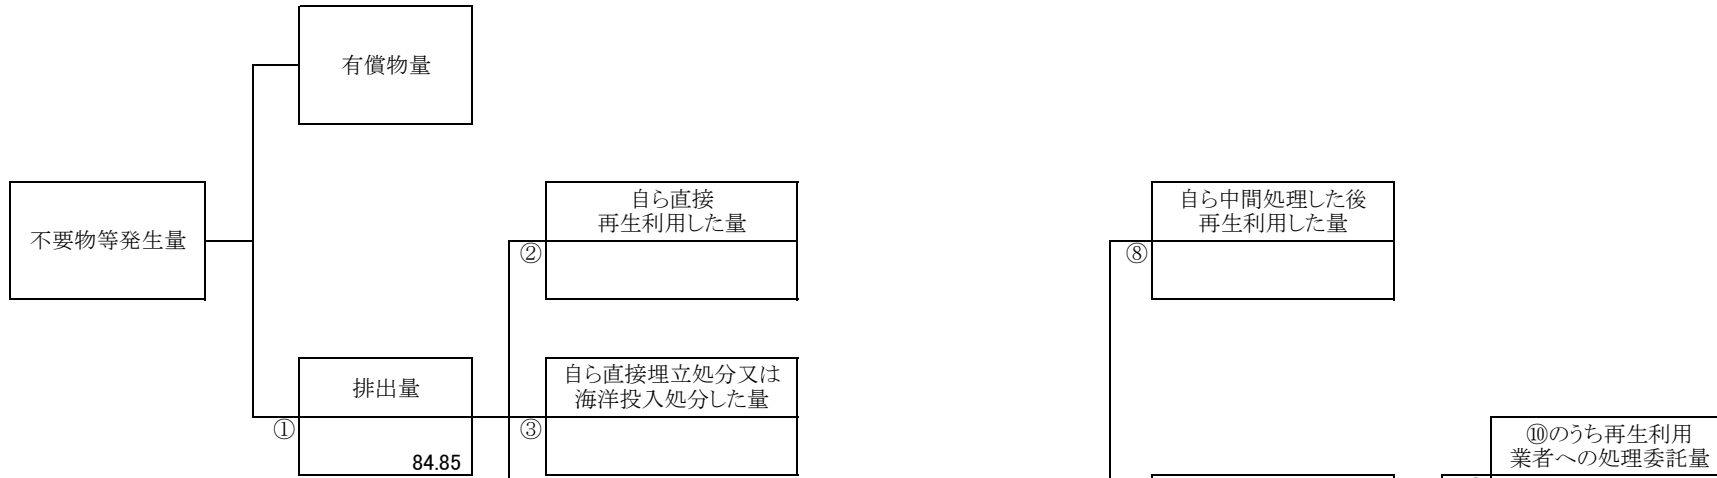 有償物量
不要物等発生量
自ら直接
再生利用した量
②
自ら中間処理した後
再生利用した量
⑧
排出量
①
84.85
自ら直接埋立処分又は
海洋投入処分した量
③
⑩のうち再生利用
業者への処理委託量